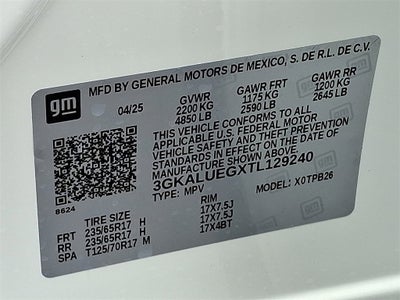 gm
MFD BY GENERAL MOTORS DE MEXICO, S. DE R.L. DE C.V.
04/25 GVWR GAWR FRT GAWR RR
2200 KG 1175 KG 1200 KG
4850 LB 2590 LB 2645 LB
THIS VEHICLE CONFORMS TO ALL
APPLICABLE U.S. FEDERAL MOTOR
VEHICLE SAFETY AND THEFT PREVENTION
STANDARDS IN EFFECT ON THE DATE OF
MANUFACTURE SHOWN ABOVE.
3GKALUEGXTL129240
8624 TYPE: MPV MODEL: X0TPB26
TIRE SIZE RIM
FRT 235/65R17 H 17X7.5J
RR 235/65R17 H 17X7.5J
SPA T125/70R17 M 17X4BT